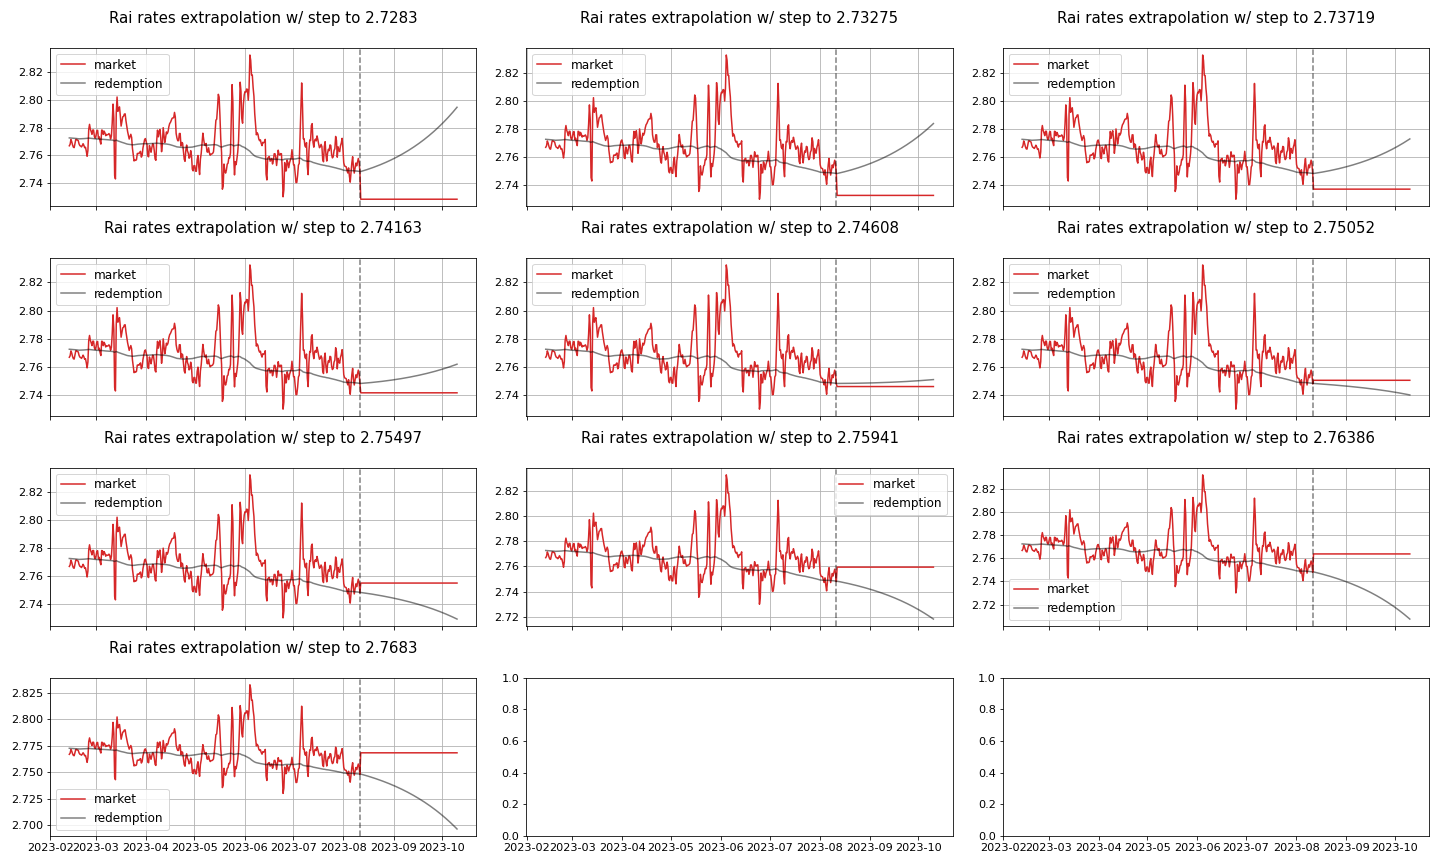 Rai rates extrapolation w/ step to 2.7283
Rai rates extrapolation w/ step to 2.73275
Rai rates extrapolation w/ step to 2.73719
market
redemption
2.82
2.80
2.78
2.76
2.74
market
redemption
2.82
2.80
2.78
2.76
2.74
market
redemption
2.82
2.80
2.78
2.76
2.74
Rai rates extrapolation w/ step to 2.74163
Rai rates extrapolation w/ step to 2.74608
Rai rates extrapolation w/ step to 2.75052
market
redemption
2.82
2.80
2.78
2.76
2.74
market
redemption
2.82
2.80
2.78
2.76
2.74
market
redemption
2.82
2.80
2.78
2.76
2.74
Rai rates extrapolation w/ step to 2.75497
Rai rates extrapolation w/ step to 2.75941
Rai rates extrapolation w/ step to 2.76386
market
redemption
2.82
2.80
2.78
2.76
2.74
market
redemption
2.82
2.80
2.78
2.76
2.74
2.72
2.82
2.80
2.78
2.76
2.74
2.72
market
redemption
Rai rates extrapolation w/ step to 2.7683
2.825
2.800
2.775
2.750
2.725
2.700
market
redemption
1.0
0.8
0.6
0.4
0.2
0.0
1.0
0.8
0.6
0.4
0.2
0.0
2023-02 2023-03 2023-04 2023-05 2023-06 2023-07 2023-08 2023-09 2023-10
2023-02 2023-03 2023-04 2023-05 2023-06 2023-07 2023-08 2023-09 2023-10
2023-02 2023-03 2023-04 2023-05 2023-06 2023-07 2023-08 2023-09 2023-10